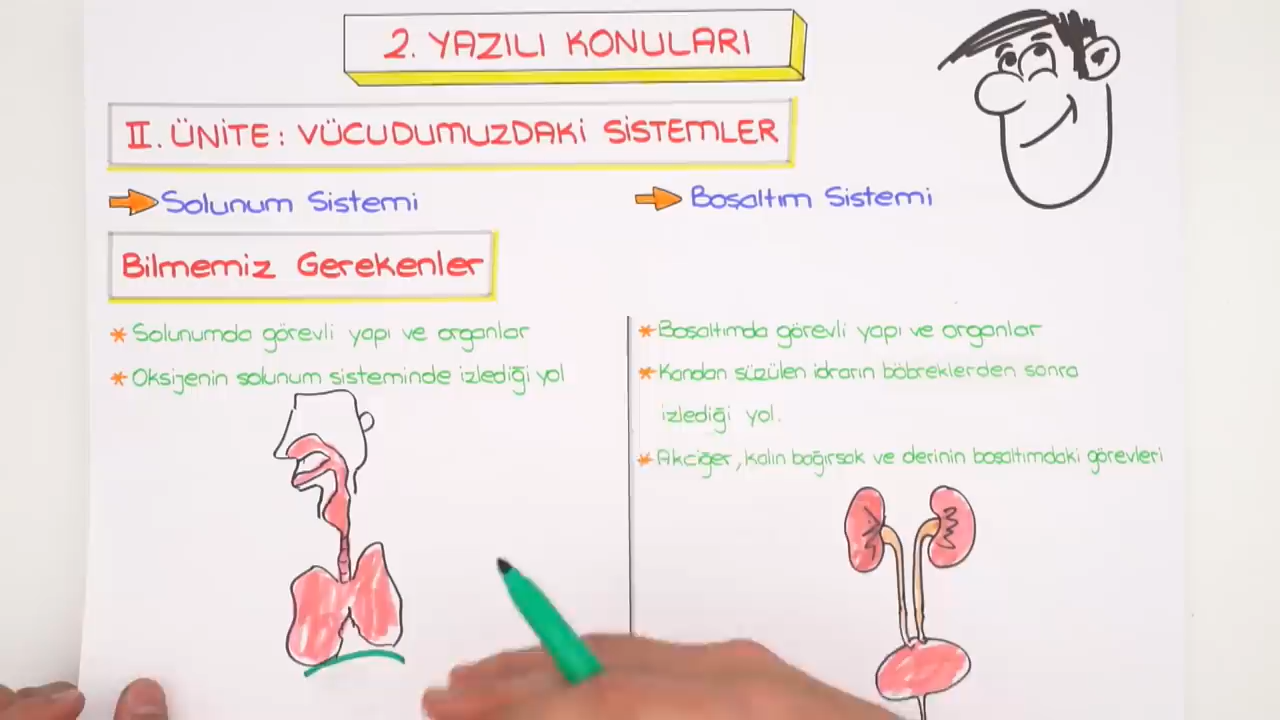 2. YAZILI KONULARI
II. ÜNİTE: VÜCUDUMUZDAKİ SİSTEMLER
Solunum Sistemi
Boşaltım Sistemi
Bilmemiz Gerekenler
* Solunumda görevli yapı ve organlar
* Oksijenin solunum sisteminde izlediği yol
* Boşaltımda görevli yapı ve organlar
* Kandan süzülen idrarın böbreklerden sonra
izlediği yol.
* Akciğer, kalın bağırsak ve derinin boşaltımdaki görevleri